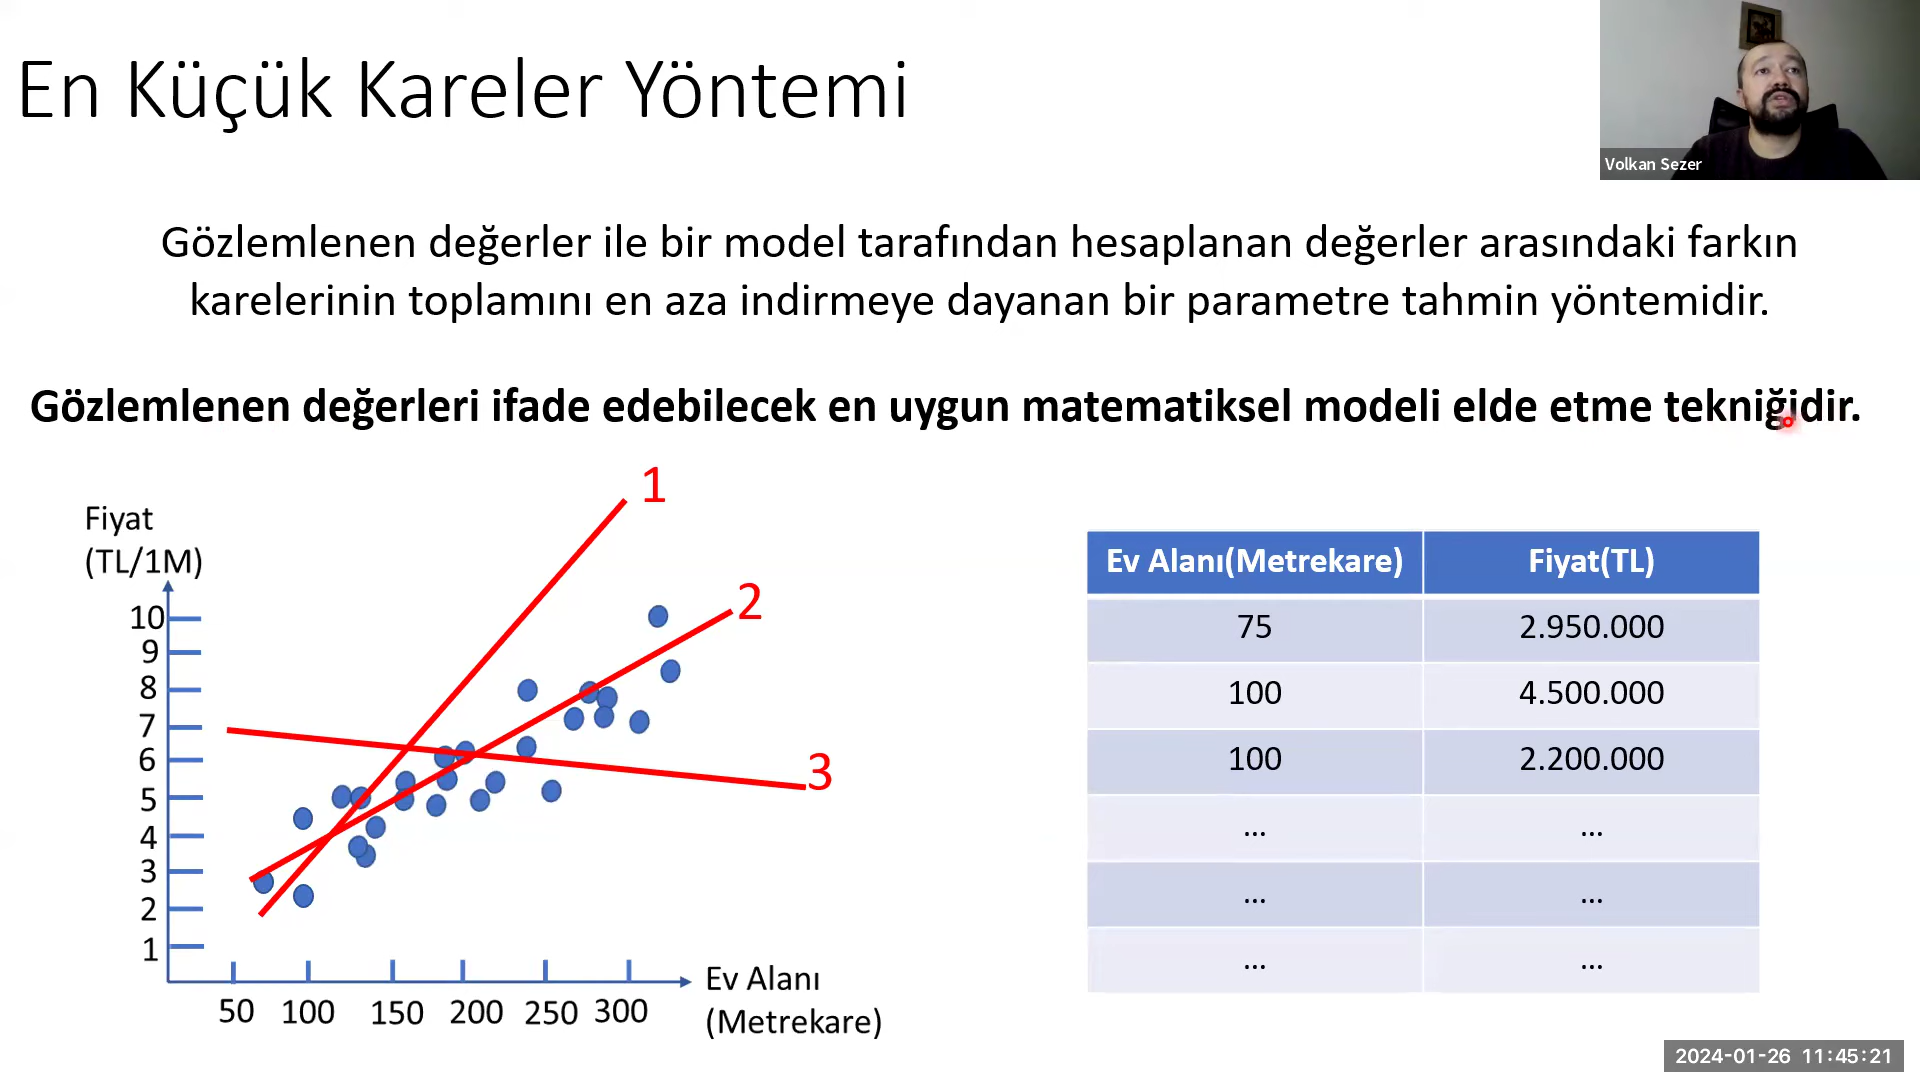 En Küçük Kareler Yöntemi
Volkan Sezer
Gözlemlenen değerler ile bir model tarafından hesaplanan değerler arasındaki farkın
karelerinin toplamını en aza indirmeye dayanan bir parametre tahmin yöntemidir.
Gözlemlenen değerleri ifade edebilecek en uygun matematiksel modeli elde etme tekniğidir.
Fiyat
(TL/1M)
10
9
8
7
6
5
4
3
2
1
1
2
3
50 100 150 200 250 300
Ev Alanı
(Metrekare)
Ev Alanı(Metrekare) Fiyat(TL)
75 2.950.000
100 4.500.000
100 2.200.000
... ...
... ...
... ...
2024-01-26 11:45:21